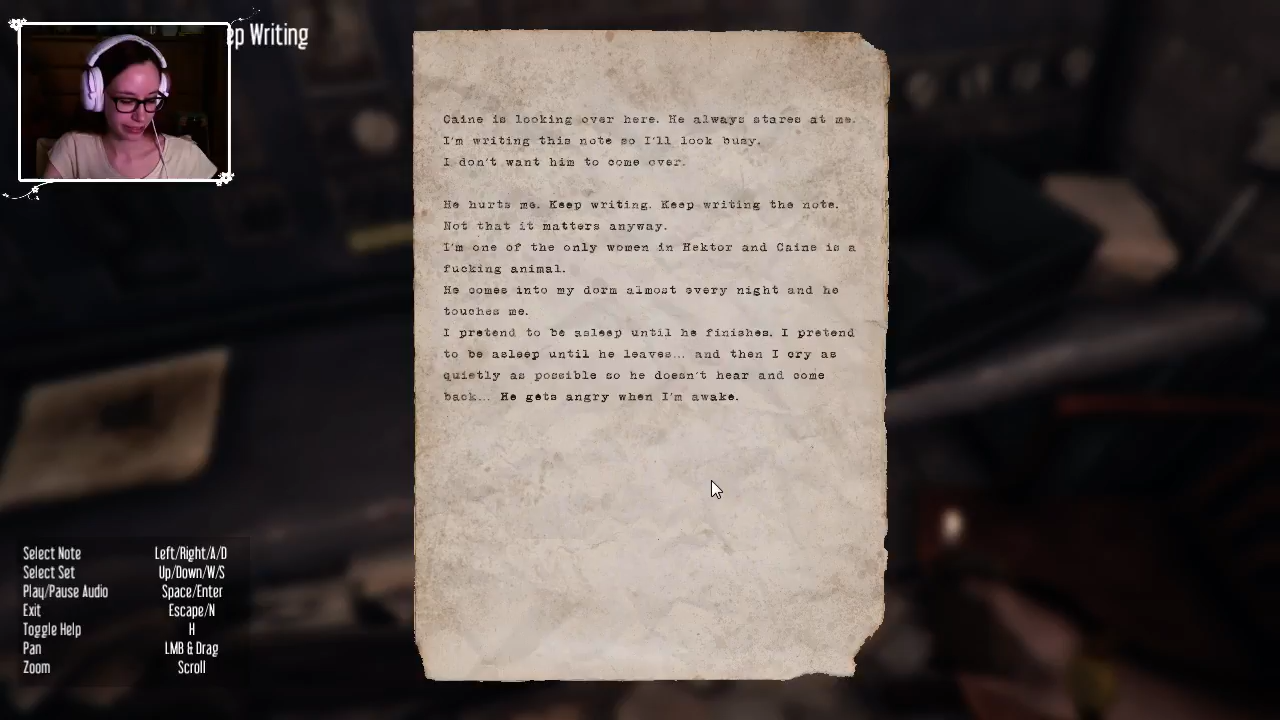 ep Writing
Caine is looking over here. He always stares at me.
I'm writing this note so I'll look busy.
I don't want him to come over.
He hurts me. Keep writing. Keep writing the note.
Not that it matters anyway.
I'm one of the only women in Hektor and Caine is a
fucking animal.
He comes into my dorm almost every night and he
touches me.
I pretend to be asleep until he finishes. I pretend
to be asleep until he leaves... and then I cry as
quietly as possible so he doesn't hear and come
back... He gets angry when I'm awake.
Select Note Left/Right/A/D
Select Set Up/Down/W/S
Play/Pause Audio Space/Enter
Exit Escape/N
Toggle Help H
Pan LMB & Drag
Zoom Scroll